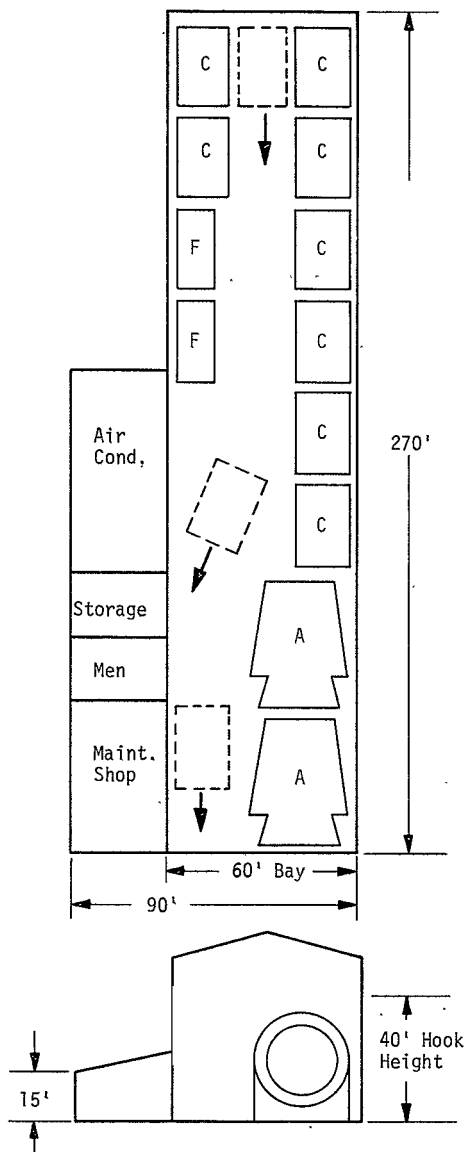 C
C
C
C
F
C
F
C
Air
Cond,
C
270'
C
Storage
A
Men
Maint.
Shop
A
60' Bay
90'
40' Hook
Height
15'